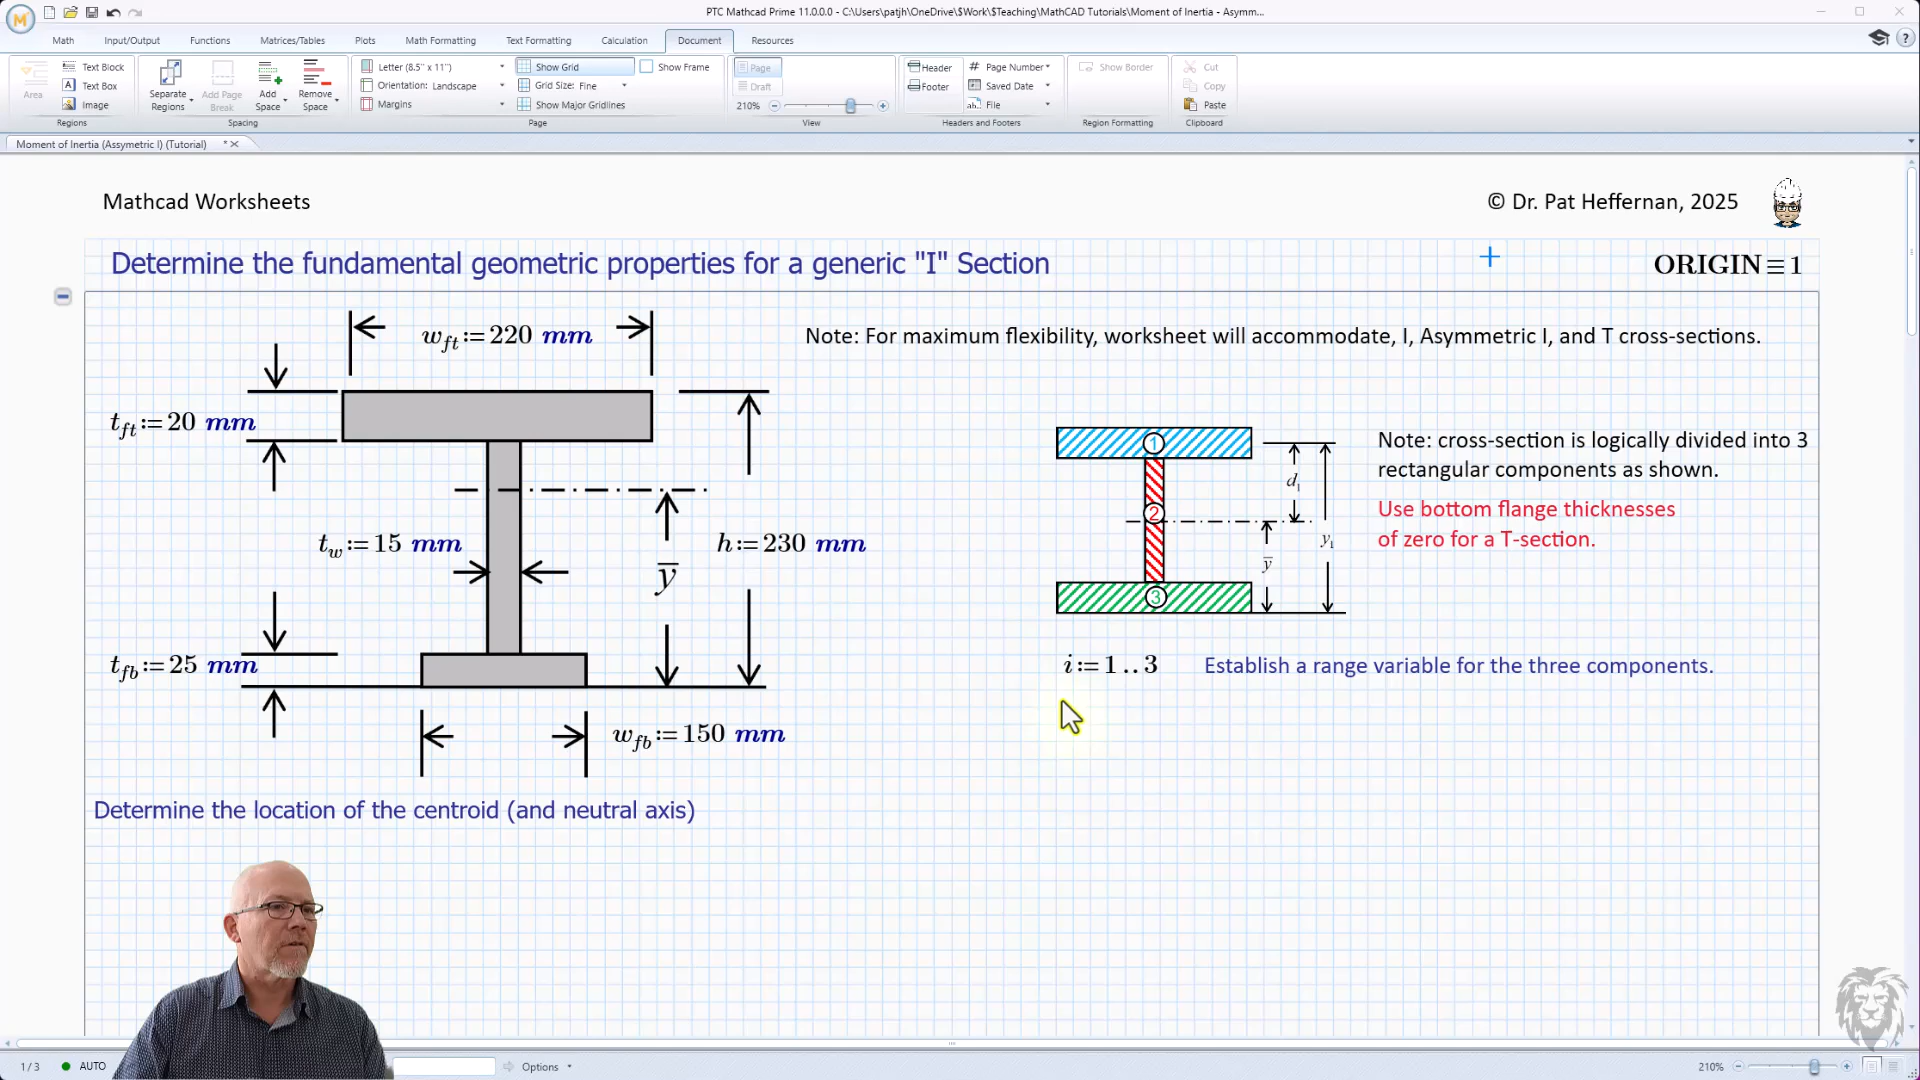 PTC Mathcad Prime 11.0.0.0 - C:\Users\patjh\OneDrive\$Work\$Teaching\MathCAD Tutorials\Moment of Inertia - Asymm...
Math Input/Output Functions Matrices/Tables Plots Math Formatting Text Formatting Calculation Document Resources
Area
Text Block
Text Box
Image
Regions
Separate Regions
Add Page Break
Add Space
Remove Space
Spacing
Letter (8.5" x 11")
Orientation: Landscape
Margins
Show Grid
Show Frame
Grid Size: Fine
Show Major Gridlines
Page
Page
Draft
210%
View
Header
Footer
Page Number
Saved Date
File
Headers and Footers
Show Border
Region Formatting
Cut
Copy
Paste
Clipboard
Moment of Inertia (Assymetric I) (Tutorial) *
Mathcad Worksheets
© Dr. Pat Heffernan, 2025
Determine the fundamental geometric properties for a generic "I" Section
ORIGIN≡1
w_ft:=220 mm
Note: For maximum flexibility, worksheet will accommodate, I, Asymmetric I, and T cross-sections.
t_ft:=20 mm
1
Note: cross-section is logically divided into 3
rectangular components as shown.
d₁
2
Use bottom flange thicknesses
of zero for a T-section.
t_w:=15 mm
h:=230 mm
y₁
ȳ
ȳ
3
t_fb:=25 mm
i:=1..3
Establish a range variable for the three components.
w_fb:=150 mm
Determine the location of the centroid (and neutral axis)
1 / 3
AUTO
Options
210%